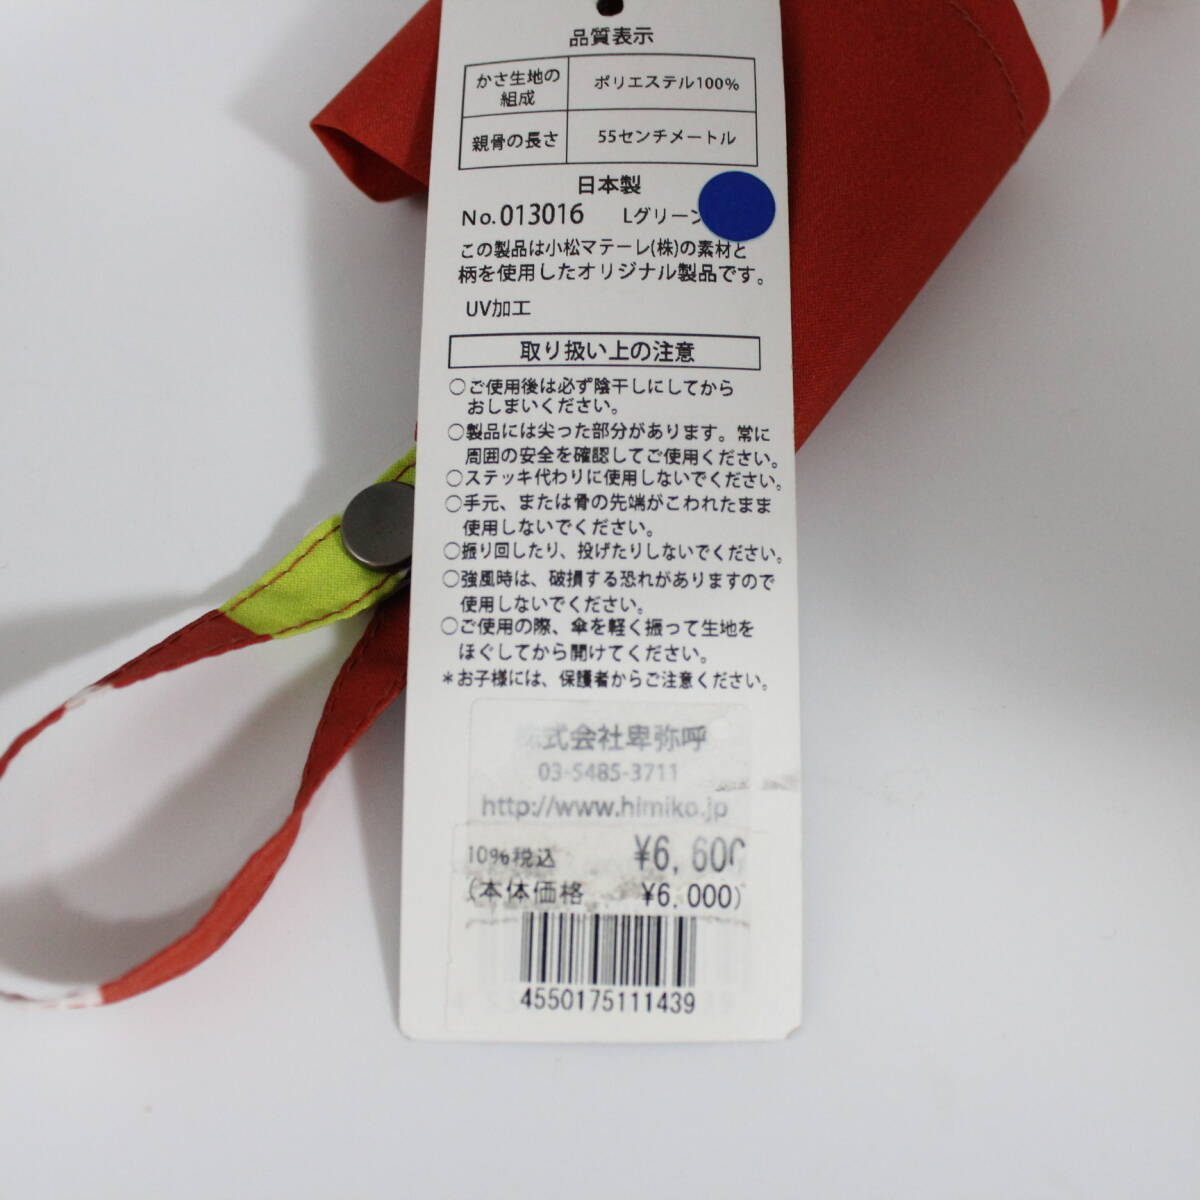 品質表示
かさ生地の組成 ポリエステル100%
親骨の長さ 55センチメートル
日本製
No.013016 Lグリーン
この製品は小松マテーレ(株)の素材と
柄を使用したオリジナル製品です。
UV加工
取り扱い上の注意
○ご使用後は必ず陰干しにしてから
おしまいください。
○製品には尖った部分があります。常に
周囲の安全を確認してご使用ください。
○ステッキ代わりに使用しないでください。
○手元、または骨の先端がこわれたまま
使用しないでください。
○振り回したり、投げたりしないでください。
○強風時は、破損する恐れがありますので
使用しないでください。
○ご使用の際、傘を軽く振って生地を
ほぐしてから開けてください。
*お子様には、保護者からご注意ください。
株式会社卑弥呼
03-5485-3711
http://www.himiko.jp
10%税込 ¥6,600
(本体価格 ¥6.000)
4550175111439